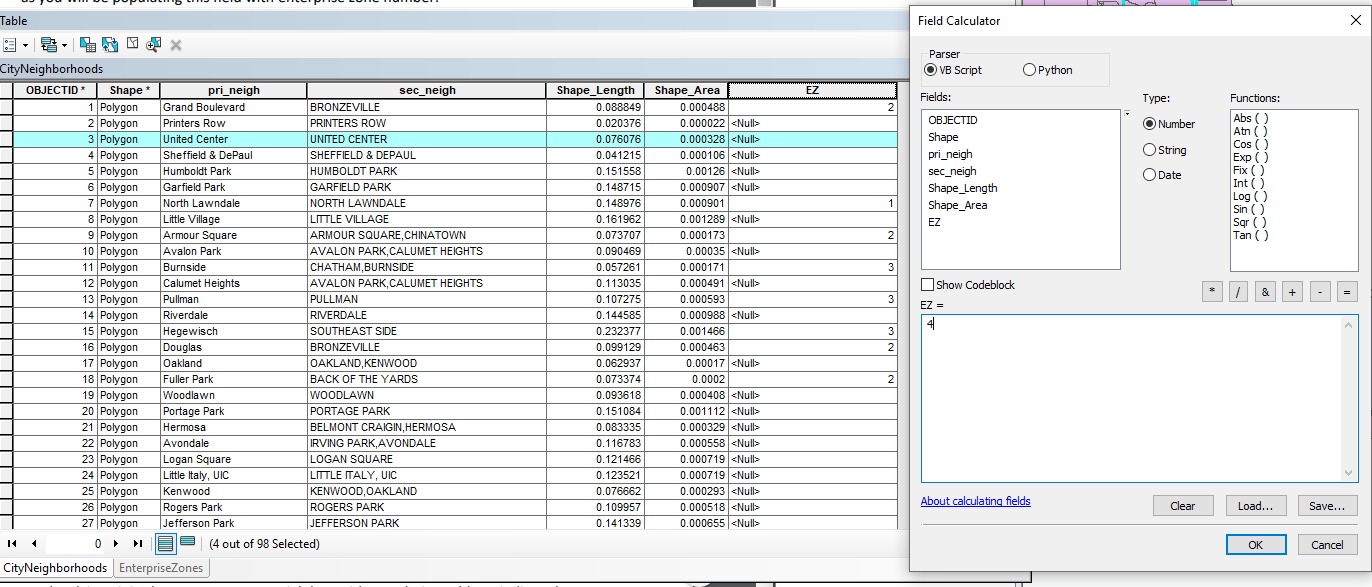 as you will be populating this field with enterprise zone number.
Table
CityNeighborhoods
OBJECTID * Shape * pri_neigh sec_neigh Shape_Length Shape_Area EZ
1 Polygon Grand Boulevard BRONZEVILLE 0.088849 0.000488 2
2 Polygon Printers Row PRINTERS ROW 0.020376 0.000022 <Null>
3 Polygon United Center UNITED CENTER 0.076076 0.000328 <Null>
4 Polygon Sheffield & DePaul SHEFFIELD & DEPAUL 0.041215 0.000106 <Null>
5 Polygon Humboldt Park HUMBOLDT PARK 0.151558 0.00126 <Null>
6 Polygon Garfield Park GARFIELD PARK 0.148715 0.000907 <Null>
7 Polygon North Lawndale NORTH LAWNDALE 0.148976 0.000901 1
8 Polygon Little Village LITTLE VILLAGE 0.161962 0.001289 <Null>
9 Polygon Armour Square ARMOUR SQUARE,CHINATOWN 0.073707 0.000173 2
10 Polygon Avalon Park AVALON PARK,CALUMET HEIGHTS 0.090469 0.00035 <Null>
11 Polygon Burnside CHATHAM,BURNSIDE 0.057261 0.000171 3
12 Polygon Calumet Heights AVALON PARK,CALUMET HEIGHTS 0.113035 0.000491 <Null>
13 Polygon Pullman PULLMAN 0.107275 0.000593 3
14 Polygon Riverdale RIVERDALE 0.144585 0.000988 <Null>
15 Polygon Hegewisch SOUTHEAST SIDE 0.232377 0.001466 3
16 Polygon Douglas BRONZEVILLE 0.099129 0.000463 2
17 Polygon Oakland OAKLAND,KENWOOD 0.062937 0.00017 <Null>
18 Polygon Fuller Park BACK OF THE YARDS 0.073374 0.0002 2
19 Polygon Woodlawn WOODLAWN 0.093618 0.000408 <Null>
20 Polygon Portage Park PORTAGE PARK 0.151084 0.001112 <Null>
21 Polygon Hermosa BELMONT CRAIGIN,HERMOSA 0.083335 0.000329 <Null>
22 Polygon Avondale IRVING PARK,AVONDALE 0.116783 0.000558 <Null>
23 Polygon Logan Square LOGAN SQUARE 0.121466 0.000719 <Null>
24 Polygon Little Italy, UIC LITTLE ITALY, UIC 0.123521 0.000719 <Null>
25 Polygon Kenwood KENWOOD,OAKLAND 0.076662 0.000293 <Null>
26 Polygon Rogers Park ROGERS PARK 0.109957 0.000518 <Null>
27 Polygon Jefferson Park JEFFERSON PARK 0.141339 0.000655 <Null>
0 (4 out of 98 Selected)
CityNeighborhoods EnterpriseZones
Field Calculator
Parser
VB Script Python
Fields: Type: Functions:
OBJECTID
Shape
pri_neigh
sec_neigh
Shape_Length
Shape_Area
EZ
Number
String
Date
Abs ( )
Atn ( )
Cos ( )
Exp ( )
Fix ( )
Int ( )
Log ( )
Sin ( )
Sqr ( )
Tan ( )
Show Codeblock
* / & + - =
EZ =
4
About calculating fields
Clear Load... Save...
OK Cancel